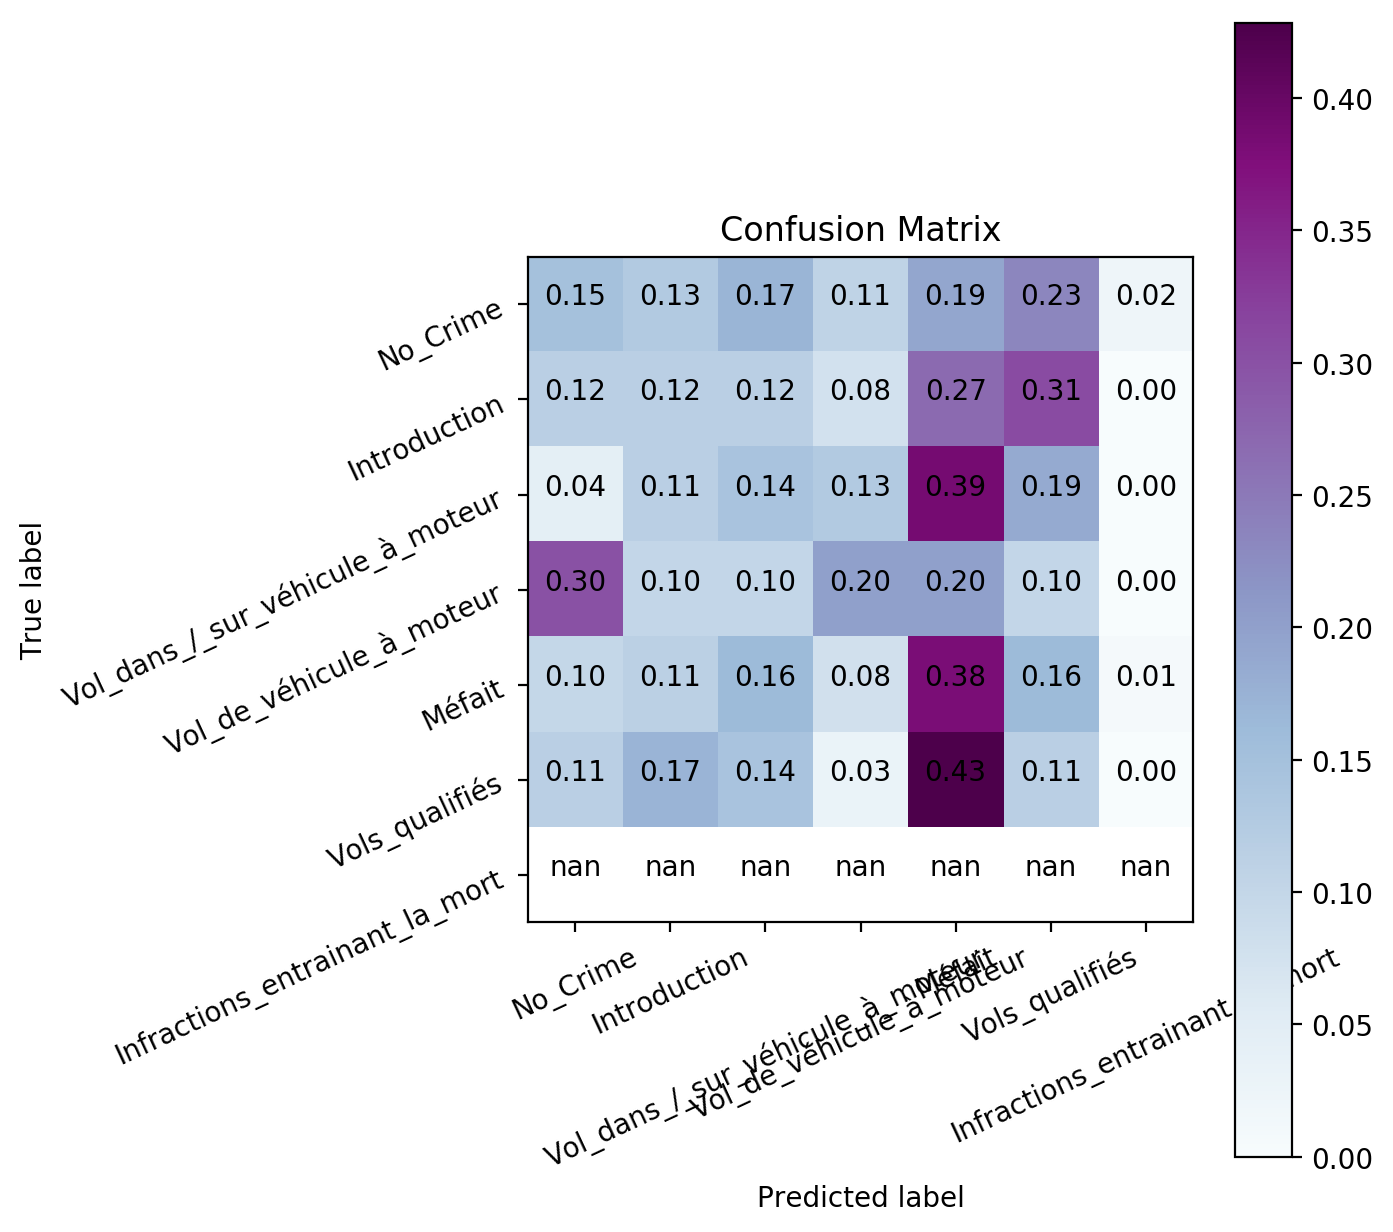 Confusion Matrix
True label
No_Crime 0.15 0.13 0.17 0.11 0.19 0.23 0.02
Introduction 0.12 0.12 0.12 0.08 0.27 0.31 0.00
Vol_dans_/_sur_véhicule_à_moteur 0.04 0.11 0.14 0.13 0.39 0.19 0.00
Vol_de_véhicule_à_moteur 0.30 0.10 0.10 0.20 0.20 0.10 0.00
Méfait 0.10 0.11 0.16 0.08 0.38 0.16 0.01
Vols_qualifiés 0.11 0.17 0.14 0.03 0.43 0.11 0.00
Infractions_entrainant_la_mort nan nan nan nan nan nan nan
No_Crime
Introduction
Vol_dans_/_sur_véhicule_à_moteur
Vol_de_véhicule_à_moteur
Méfait
Vols_qualifiés
Infractions_entrainant mort
Predicted label
0.40
0.35
0.30
0.25
0.20
0.15
0.10
0.05
0.00